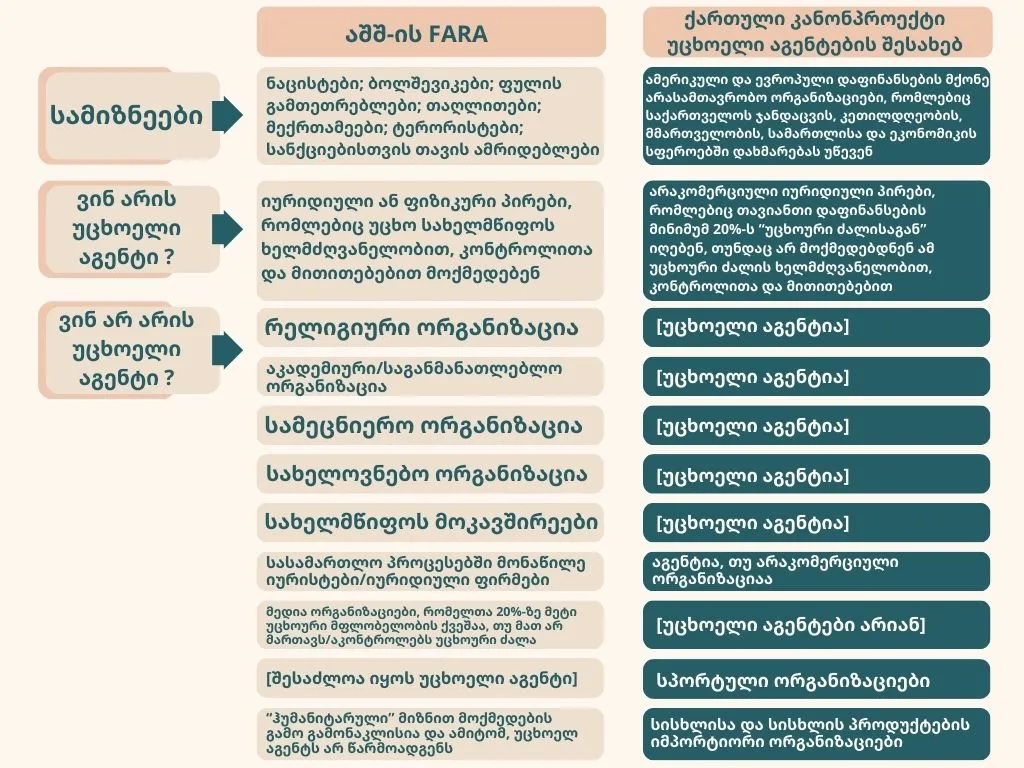 აშშ-ის FARA
ქართული კანონპროექტი
უცხოელი აგენტების შესახებ
სამიზნეები
ნაცისტები; ბოლშევიკები; ფულის
გამთეთრებლები; თაღლითები;
მექრთამეები; ტერორისტები;
სანქციებისთვის თავის ამრიდებლები
ამერიკული და ევროპული დაფინანსების მქონე
არასამთავრობო ორგანიზაციები, რომლებიც
საქართველოს ჯანდაცვის, კეთილდღეობის,
მმართველობის, სამართლისა და ეკონომიკის
სფეროებში დახმარებას უწევენ
ვინ არის
უცხოელი
აგენტი ?
იურიდიული ან ფიზიკური პირები,
რომლებიც უცხო სახელმწიფოს
ხელმძღვანელობით, კონტროლითა
და მითითებებით მოქმედებენ
არაკომერციული იურიდიული პირები,
რომლებიც თავიანთი დაფინანსების
მინიმუმ 20%-ს “უცხოური ძალისაგან”
იღებენ, თუნდაც არ მოქმედებდნენ ამ
უცხოური ძალის ხელმძღვანელობით,
კონტროლითა და მითითებებით
ვინ არ არის
უცხოელი
აგენტი ?
რელიგიური ორგანიზაცია
[უცხოელი აგენტია]
აკადემიური/საგანმანათლებლო
ორგანიზაცია
[უცხოელი აგენტია]
სამეცნიერო ორგანიზაცია
[უცხოელი აგენტია]
სახელოვნებო ორგანიზაცია
[უცხოელი აგენტია]
სახელმწიფოს მოკავშირეები
[უცხოელი აგენტია]
სასამართლო პროცესებში მონაწილე
იურისტები/იურიდიული ფირმები
აგენტია, თუ არაკომერციული
ორგანიზაციაა
მედია ორგანიზაციები, რომელთა 20%-ზე მეტი
უცხოური მფლობელობის ქვეშაა, თუ მათ არ
მართავს/აკონტროლებს უცხოური ძალა
[უცხოელი აგენტები არიან]
[შესაძლოა იყოს უცხოელი აგენტი]
სპორტული ორგანიზაციები
“ჰუმანიტარული” მიზნით მოქმედების
გამო გამონაკლისია და ამიტომ, უცხოელ
აგენტს არ წარმოადგენს
სისხლისა და სისხლის პროდუქტების
იმპორტიორი ორგანიზაციები